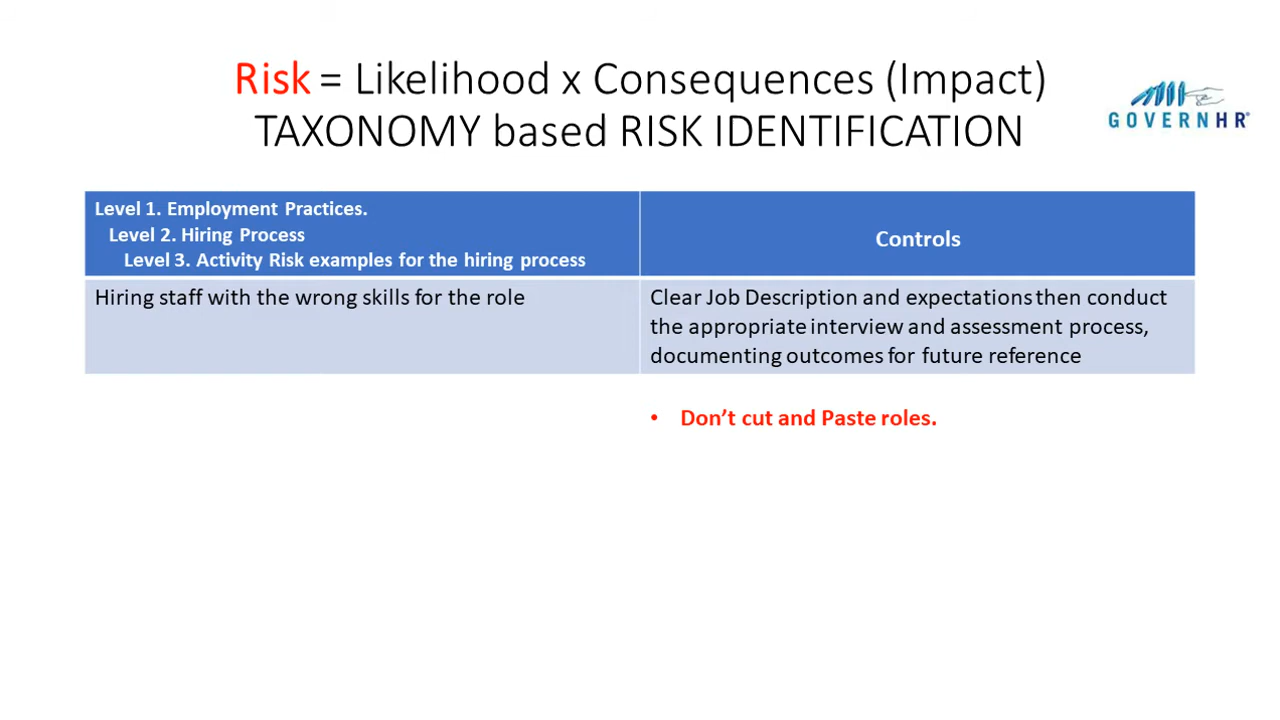 Risk = Likelihood x Consequences (Impact)
TAXONOMY based RISK IDENTIFICATION
GOVERNHR®
Level 1. Employment Practices.
Level 2. Hiring Process
Level 3. Activity Risk examples for the hiring process
Controls
Hiring staff with the wrong skills for the role
Clear Job Description and expectations then conduct
the appropriate interview and assessment process,
documenting outcomes for future reference
• Don’t cut and Paste roles.